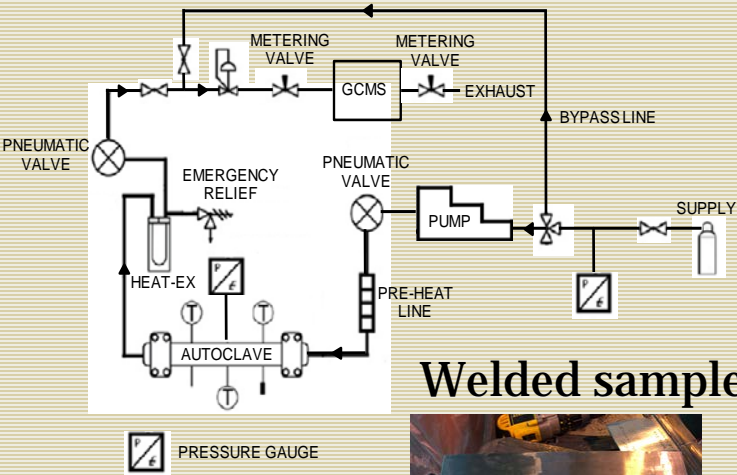 METERING
VALVE
METERING
VALVE
GCMS
EXHAUST
BYPASS LINE
PNEUMATIC
VALVE
PNEUMATIC
VALVE
EMERGENCY
RELIEF
PUMP
SUPPLY
HEAT-EX
P/E
P/E
PRE-HEAT
LINE
T
T
AUTOCLAVE
T
Welded sample
P/E
PRESSURE GAUGE